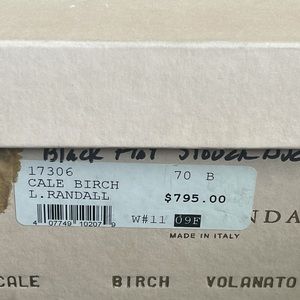 Black Flat
17306
70 B
CALE BIRCH
L.RANDALL
$795.00
4 07749 10207 9
W#11 09F
NDA
MADE IN ITALY
CALE BIRCH VOLANATO